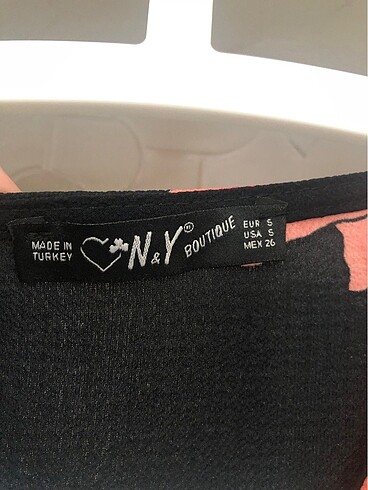 MADE IN
TURKEY
N & Y ® BOUTIQUE
EUR S
USA S
MEX 26